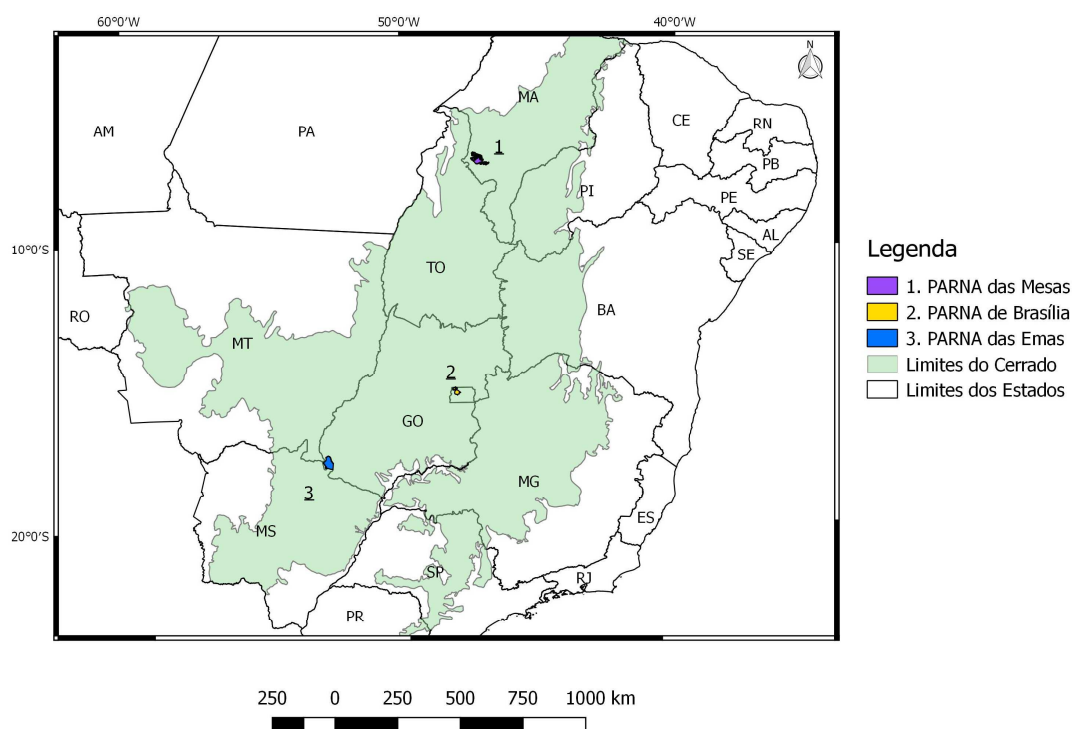 60°0'W 50°0'W 40°0'W
N
MA
AM PA CE RN
1
PB
PI
PE
AL
10°0'S
SE
TO
Legenda
1. PARNA das Mesas
BA
2. PARNA de Brasília
RO
3. PARNA das Emas
MT
Limites do Cerrado
2
Limites dos Estados
GO
MG
3
ES
MS
20°0'S
SP
RJ
PR
250 0 250 500 750 1000 km